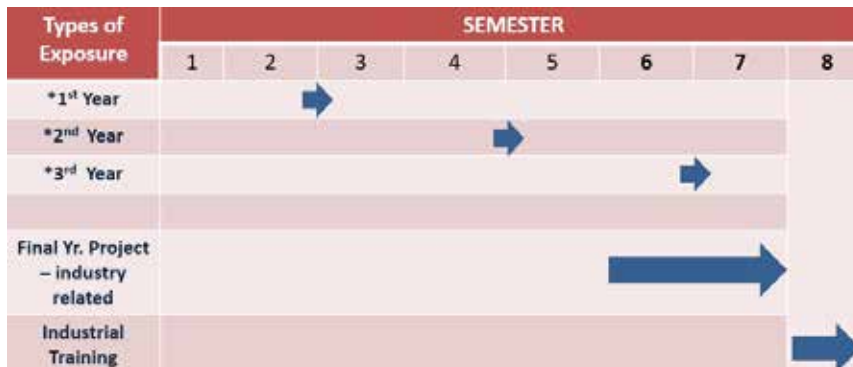 Types of
Exposure
SEMESTER
1 2 3 4 5 6 7 8
*1st Year
*2nd Year
*3rd Year
Final Yr. Project
– industry
related
Industrial
Training